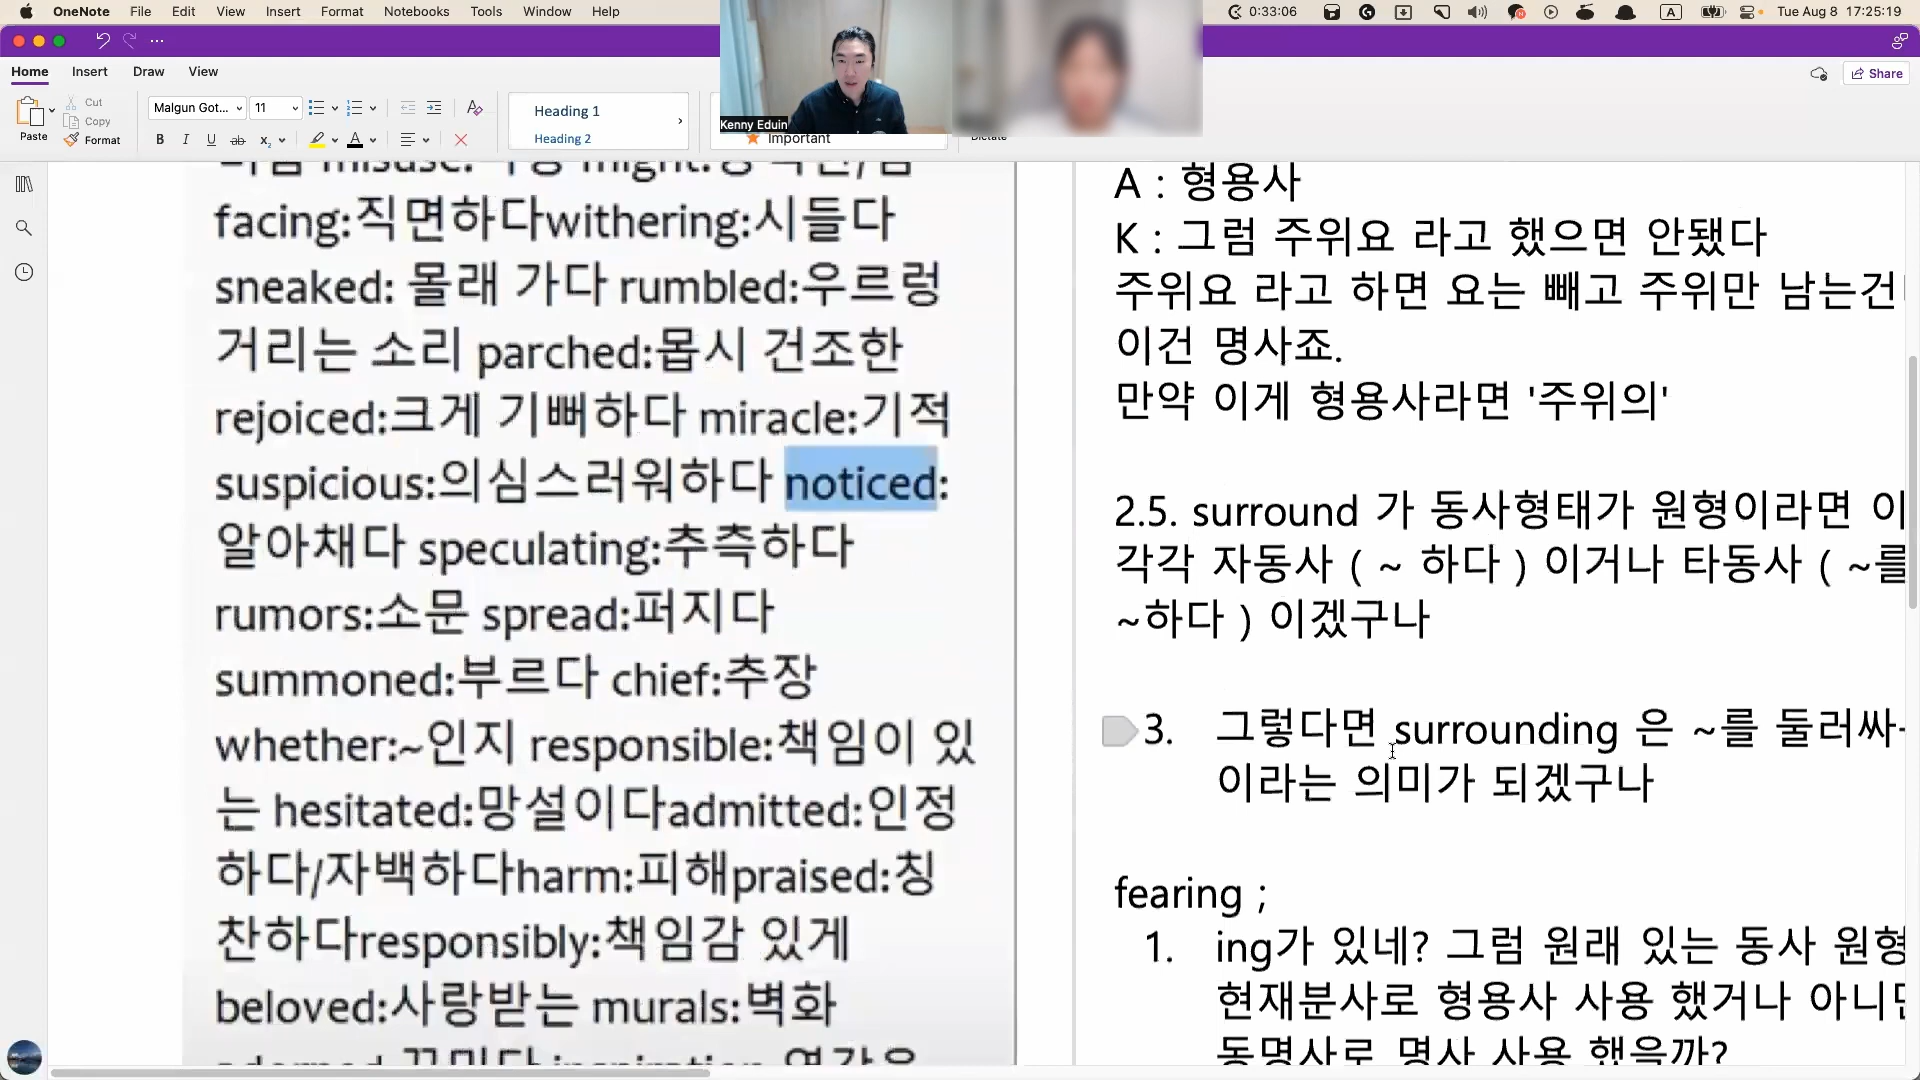 OneNote File Edit View Insert Format Notebooks Tools Window Help
0:33:06 A Tue Aug 8 17:25:19
Home Insert Draw View
Share
Paste
Cut
Copy
Format
Malgun Got... 11
B I U ab x₂ A
Heading 1
Heading 2
Important
Kenny Eduin
might:
facing:직면하다withering:시들다
sneaked: 몰래 가다 rumbled:우르렁
거리는 소리 parched:몹시 건조한
rejoiced:크게 기뻐하다 miracle:기적
suspicious:의심스러워하다 noticed:
알아채다 speculating:추측하다
rumors:소문 spread:퍼지다
summoned:부르다 chief:추장
whether:~인지 responsible:책임이 있
는 hesitated:망설이다admitted:인정
하다/자백하다harm:피해praised:칭
찬하다responsibly:책임감 있게
beloved:사랑받는 murals:벽화
A : 형용사
K : 그럼 주위요 라고 했으면 안됐다
주위요 라고 하면 요는 빼고 주위만 남는건
이건 명사죠.
만약 이게 형용사라면 '주위의'
2.5. surround 가 동사형태가 원형이라면 이
각각 자동사 ( ~ 하다 ) 이거나 타동사 ( ~를
~하다 ) 이겠구나
3. 그렇다면 surrounding 은 ~를 둘러싸
이라는 의미가 되겠구나
fearing ;
1. ing가 있네? 그럼 원래 있는 동사 원형
현재분사로 형용사 사용 했거나 아니
동명사로 명사 사용 했을까?